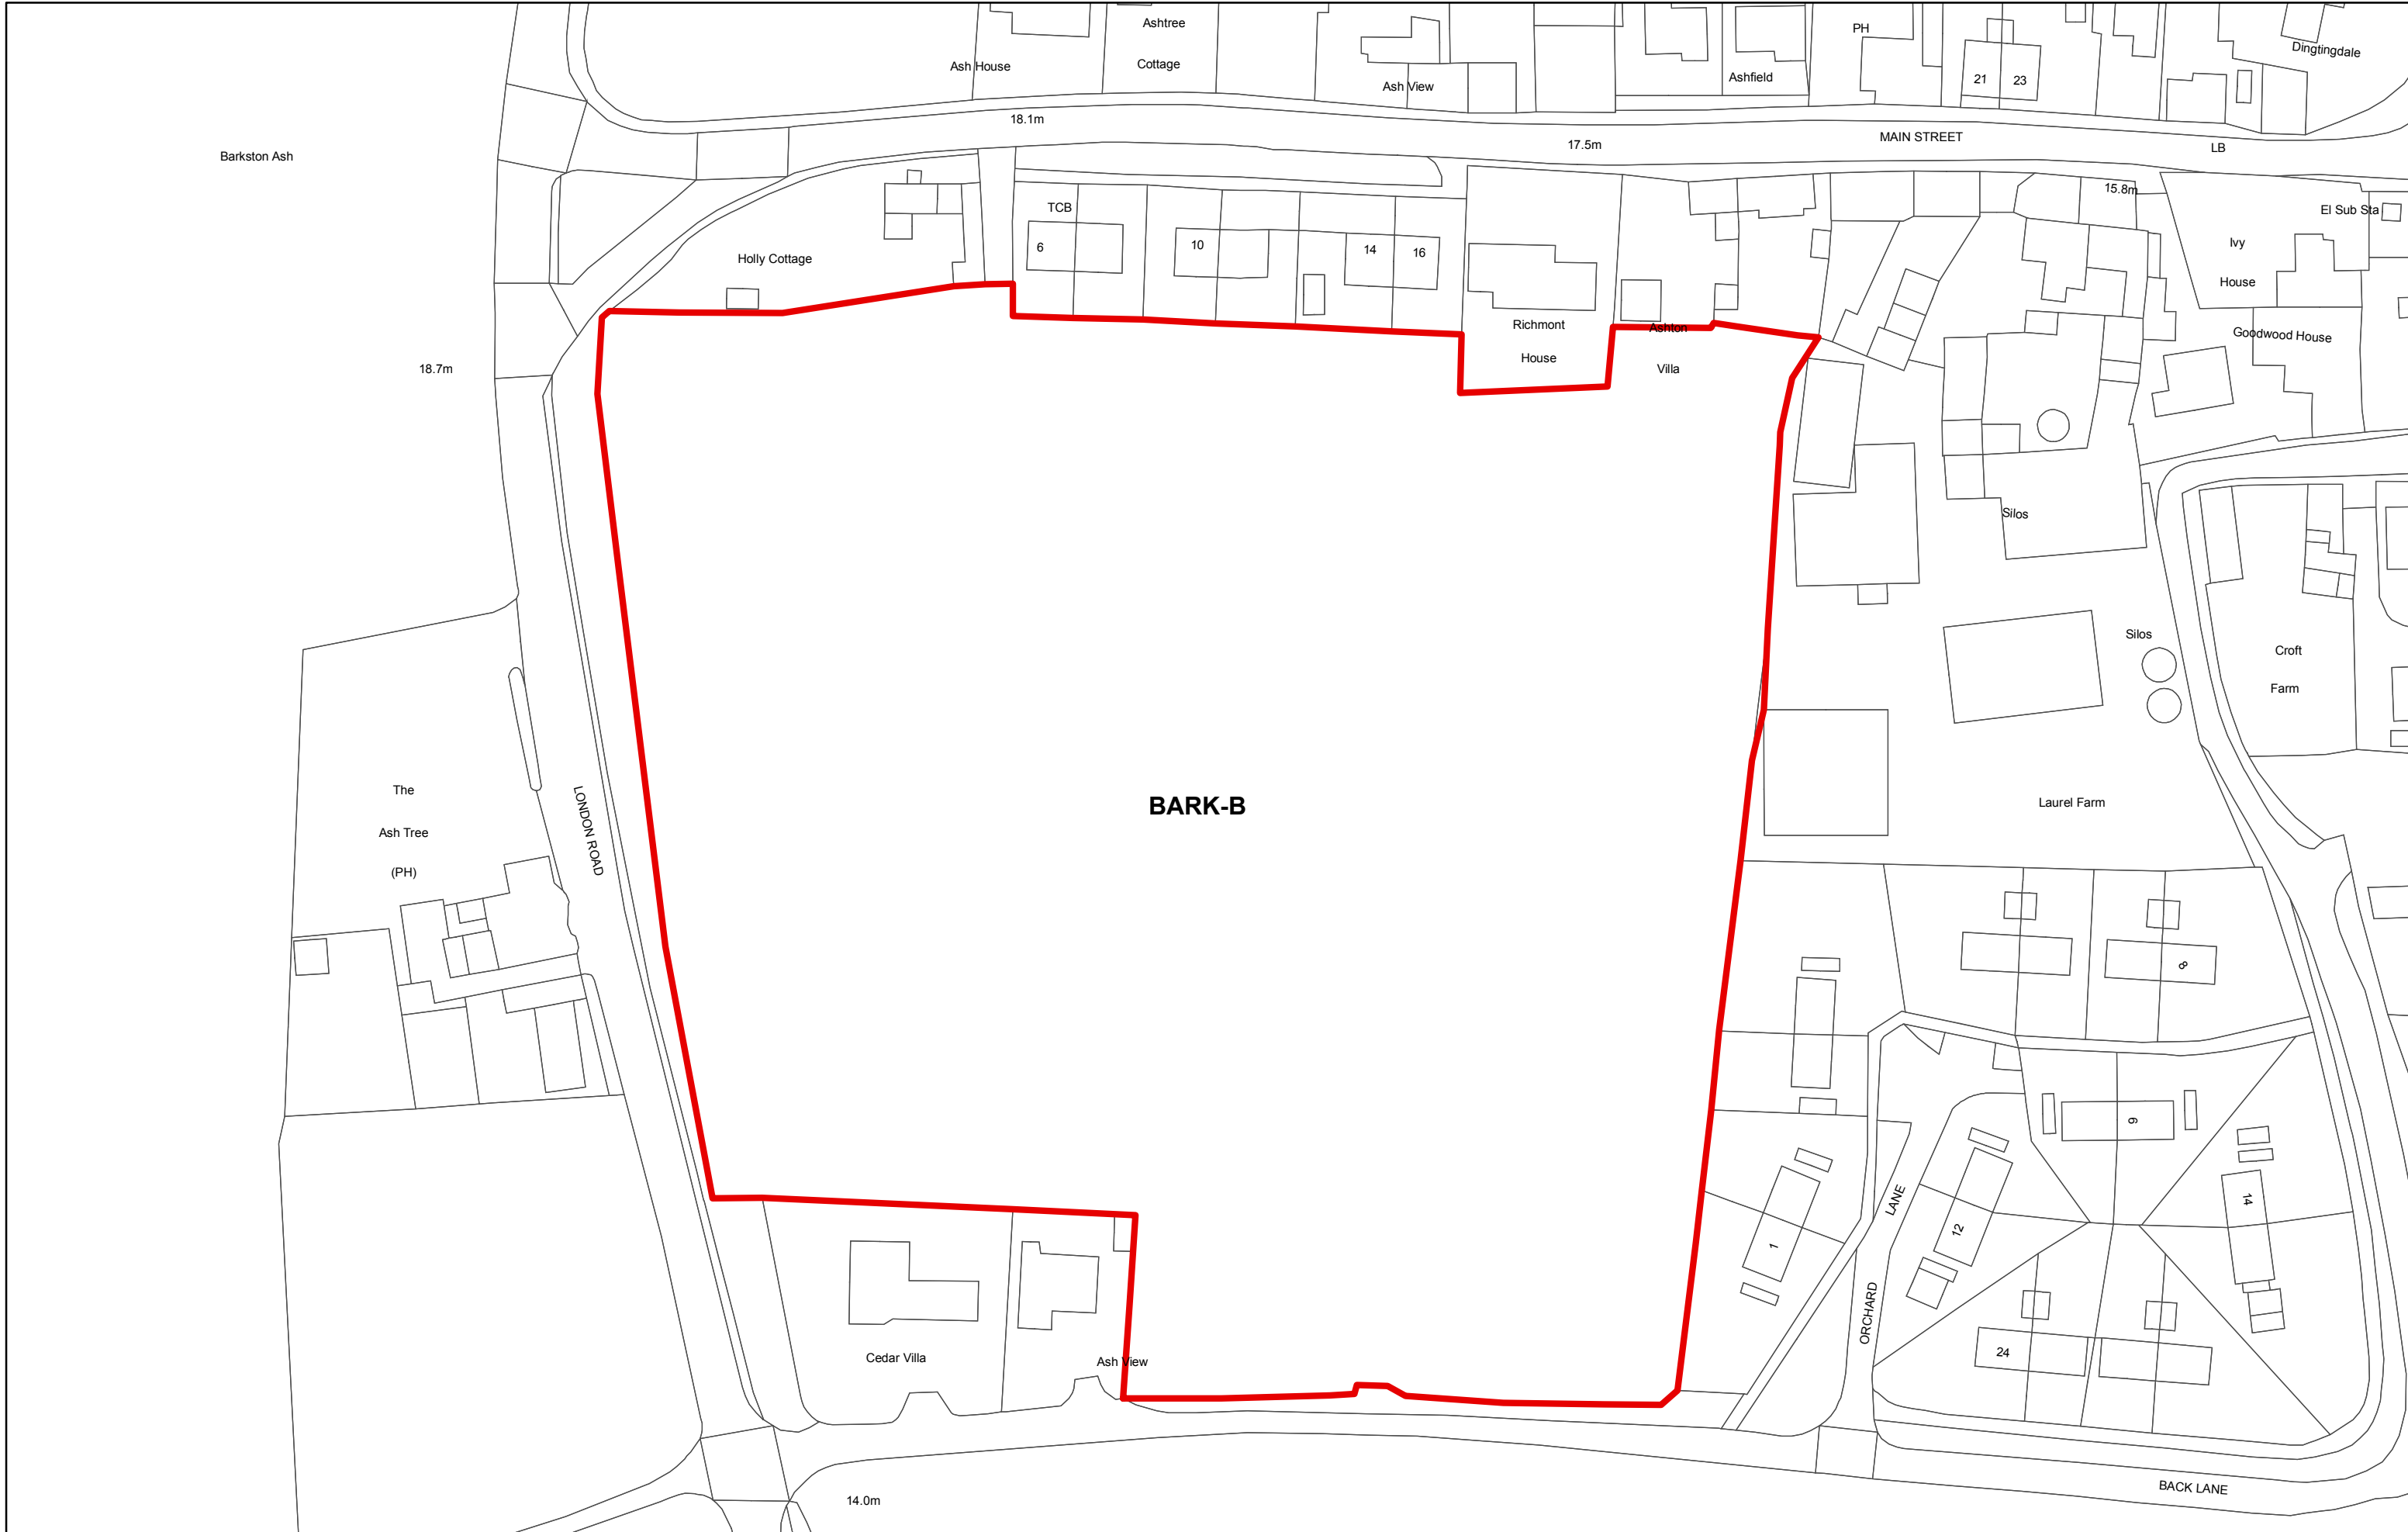 Ashtree
Cottage
Ash House
Ash View
Ashfield
PH
21
23
Dingtingdale
18.1m
17.5m
MAIN STREET
LB
Barkston Ash
15.8m
El Sub Sta
TCB
6
10
14
16
Holly Cottage
Ivy
House
Richmont
House
Ashton
Villa
Goodwood House
18.7m
Silos
Silos
Croft
Farm
The
Ash Tree
(PH)
LONDON ROAD
BARK-B
Laurel Farm
8
9
14
12
LANE
ORCHARD
1
24
Cedar Villa
Ash View
14.0m
BACK LANE